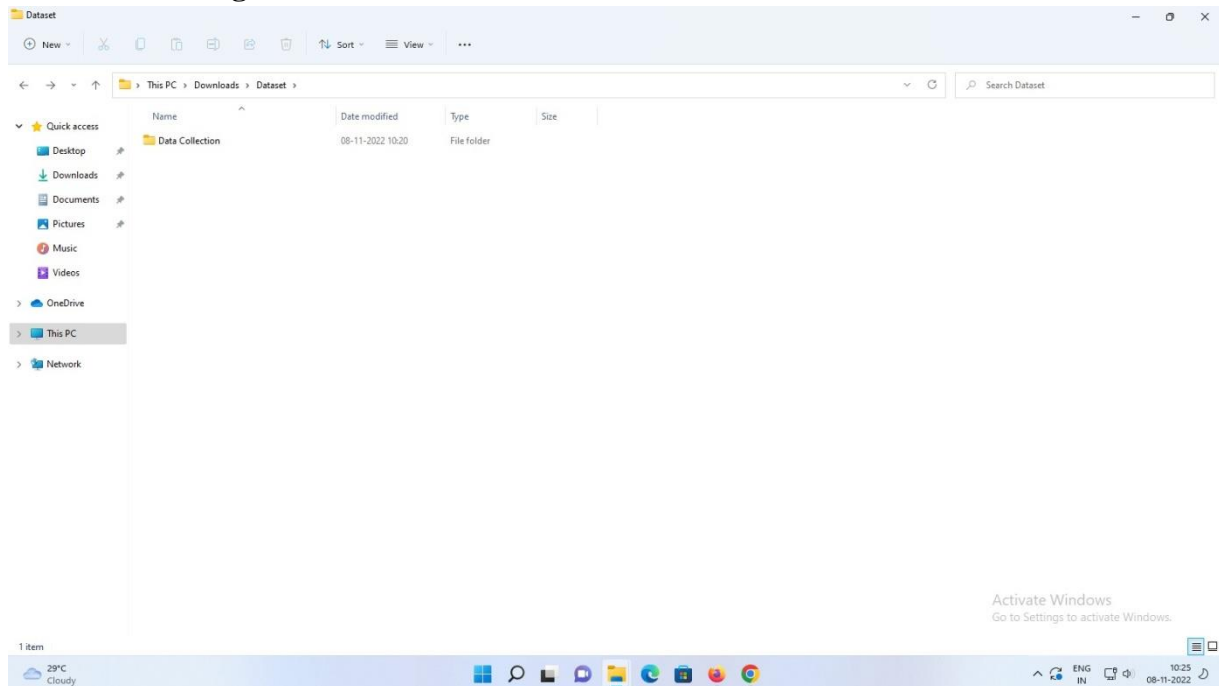 Dataset
New Sort View
This PC > Downloads > Dataset > Search Dataset
Name Date modified Type Size
Data Collection 08-11-2022 10:20 File folder
Quick access
Desktop
Downloads
Documents
Pictures
Music
Videos
OneDrive
This PC
Network
Activate Windows
Go to Settings to activate Windows.
1 item
29°C
Cloudy
ENG
IN
10:25
08-11-2022